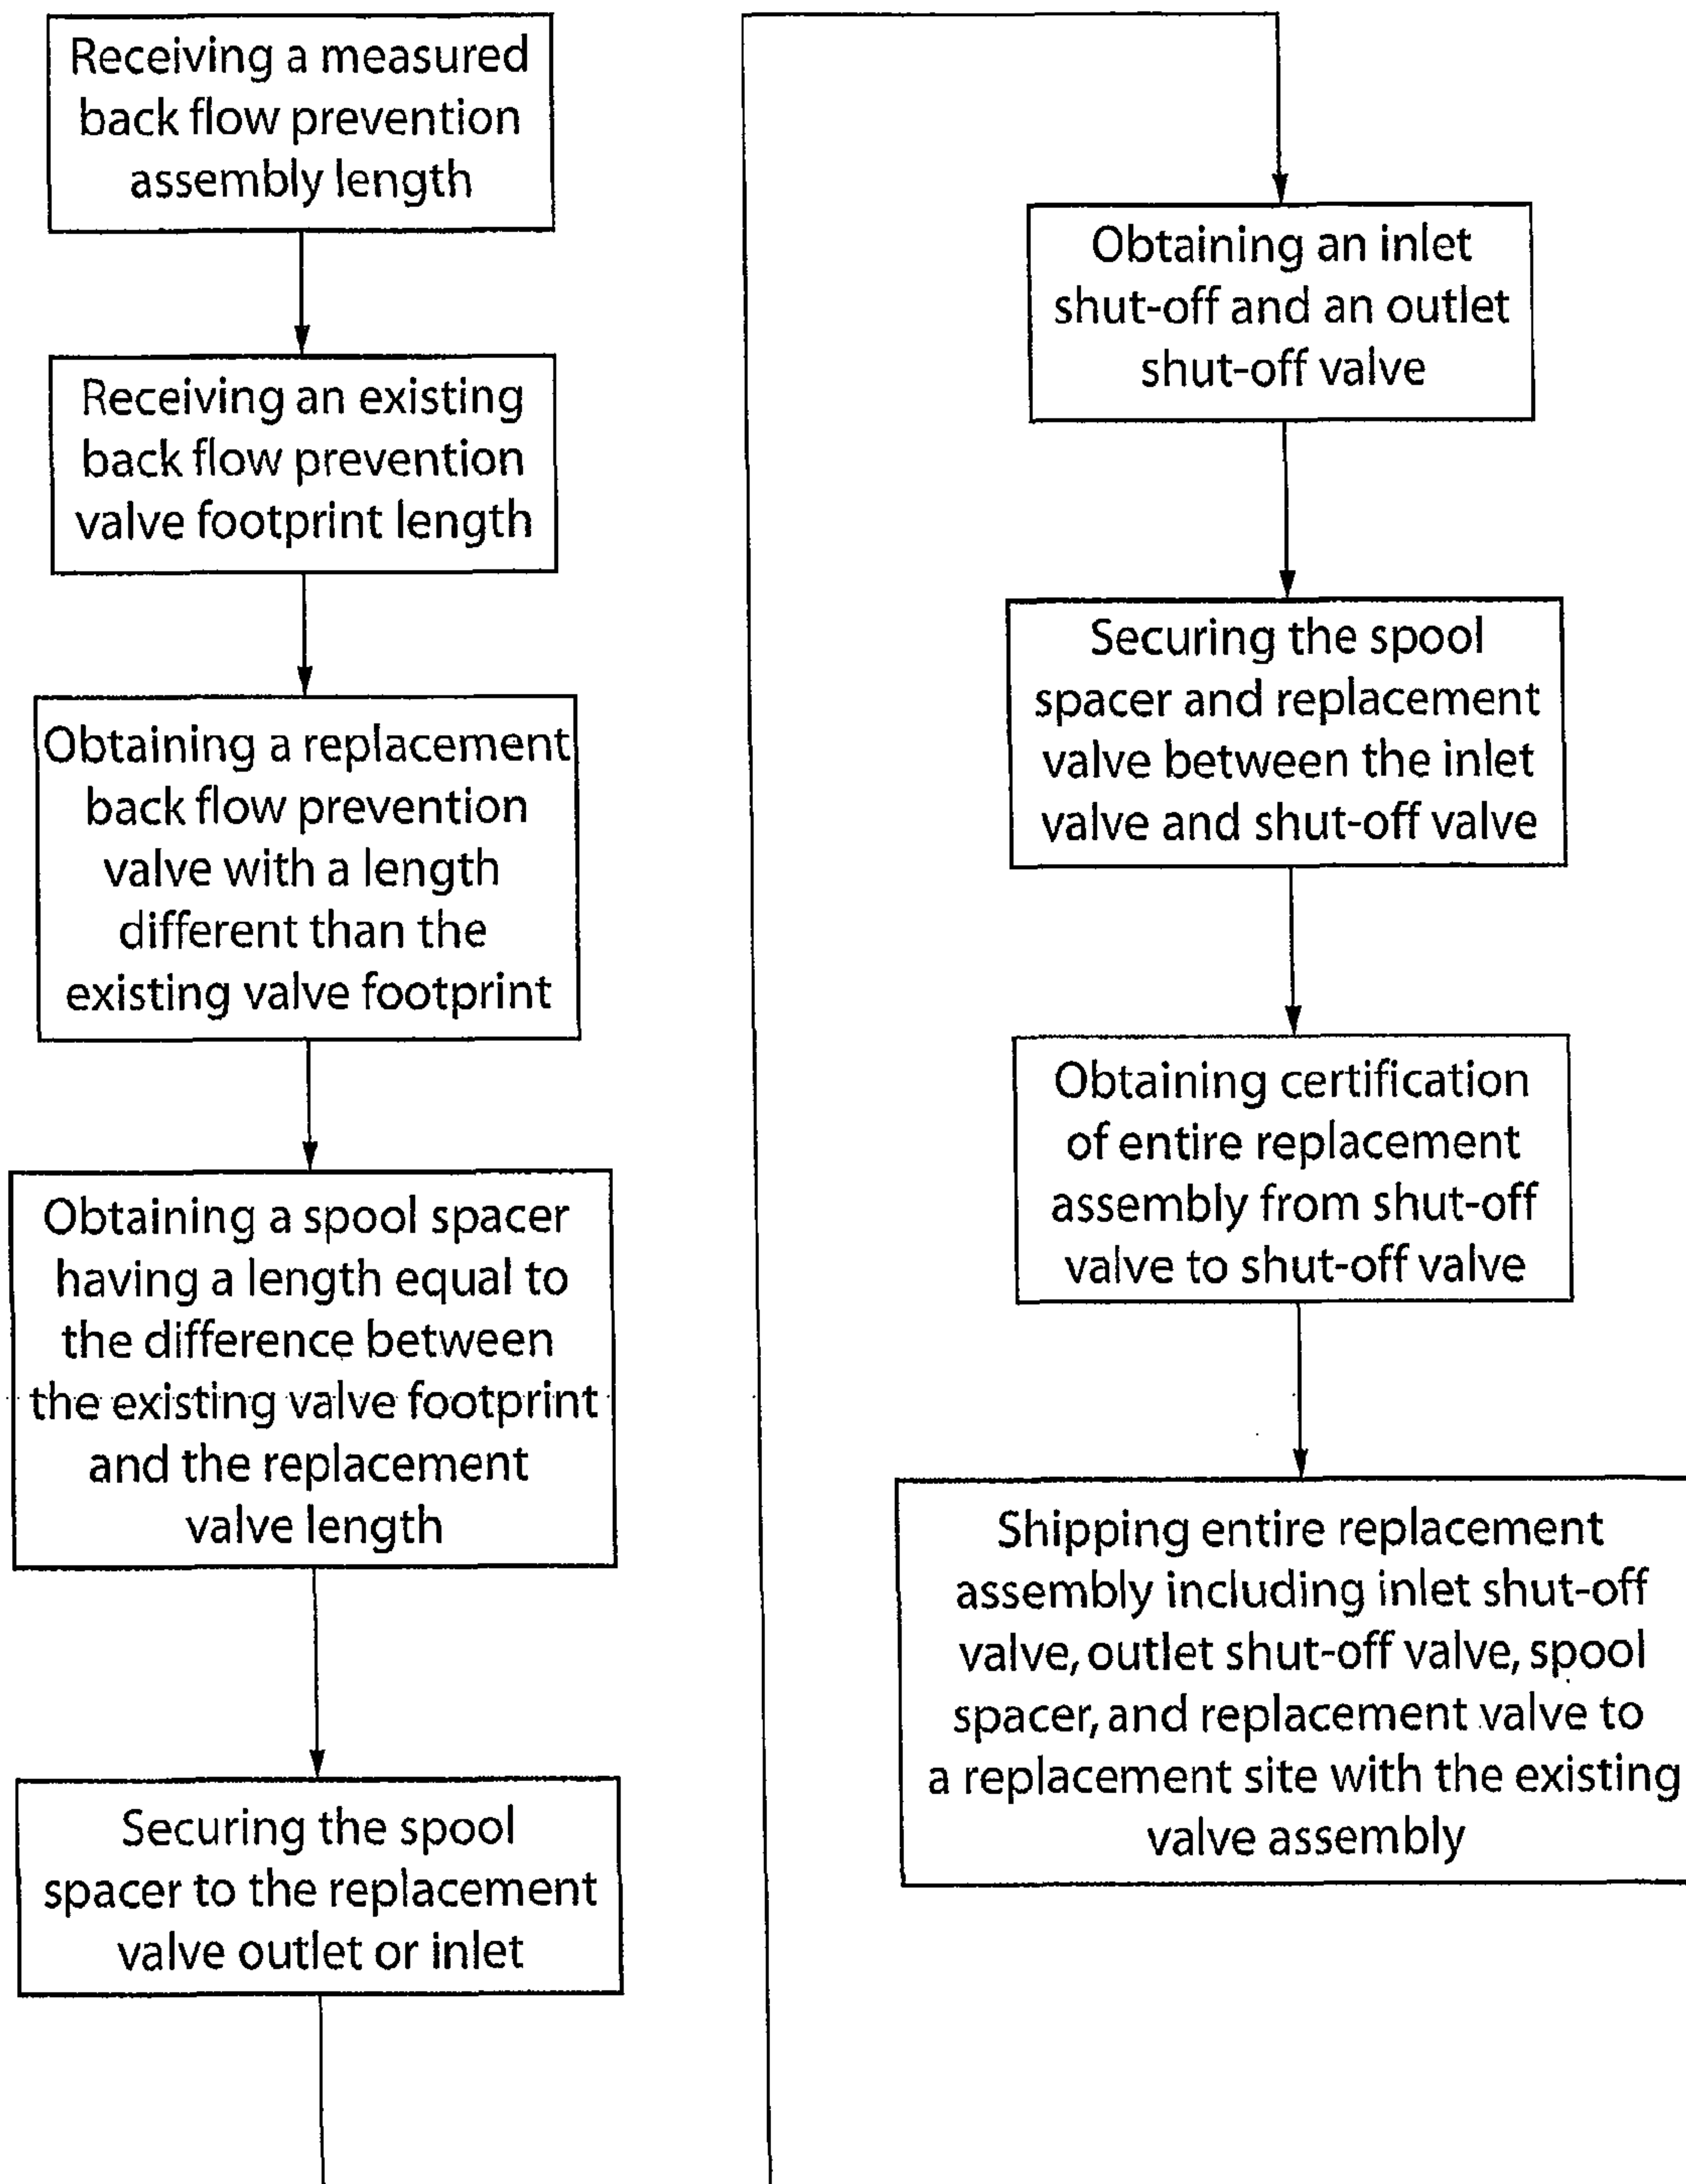 Receiving a measured
back flow prevention
assembly length
Receiving an existing
back flow prevention
valve footprint length
Obtaining a replacement
back flow prevention
valve with a length
different than the
existing valve footprint
Obtaining a spool spacer
having a length equal to
the difference between
the existing valve footprint
and the replacement
valve length
Securing the spool
spacer to the replacement
valve outlet or inlet
Obtaining an inlet
shut-off and an outlet
shut-off valve
Securing the spool
spacer and replacement
valve between the inlet
valve and shut-off valve
Obtaining certification
of entire replacement
assembly from shut-off
valve to shut-off valve
Shipping entire replacement
assembly including inlet shut-off
valve, outlet shut-off valve, spool
spacer, and replacement valve to
a replacement site with the existing
valve assembly